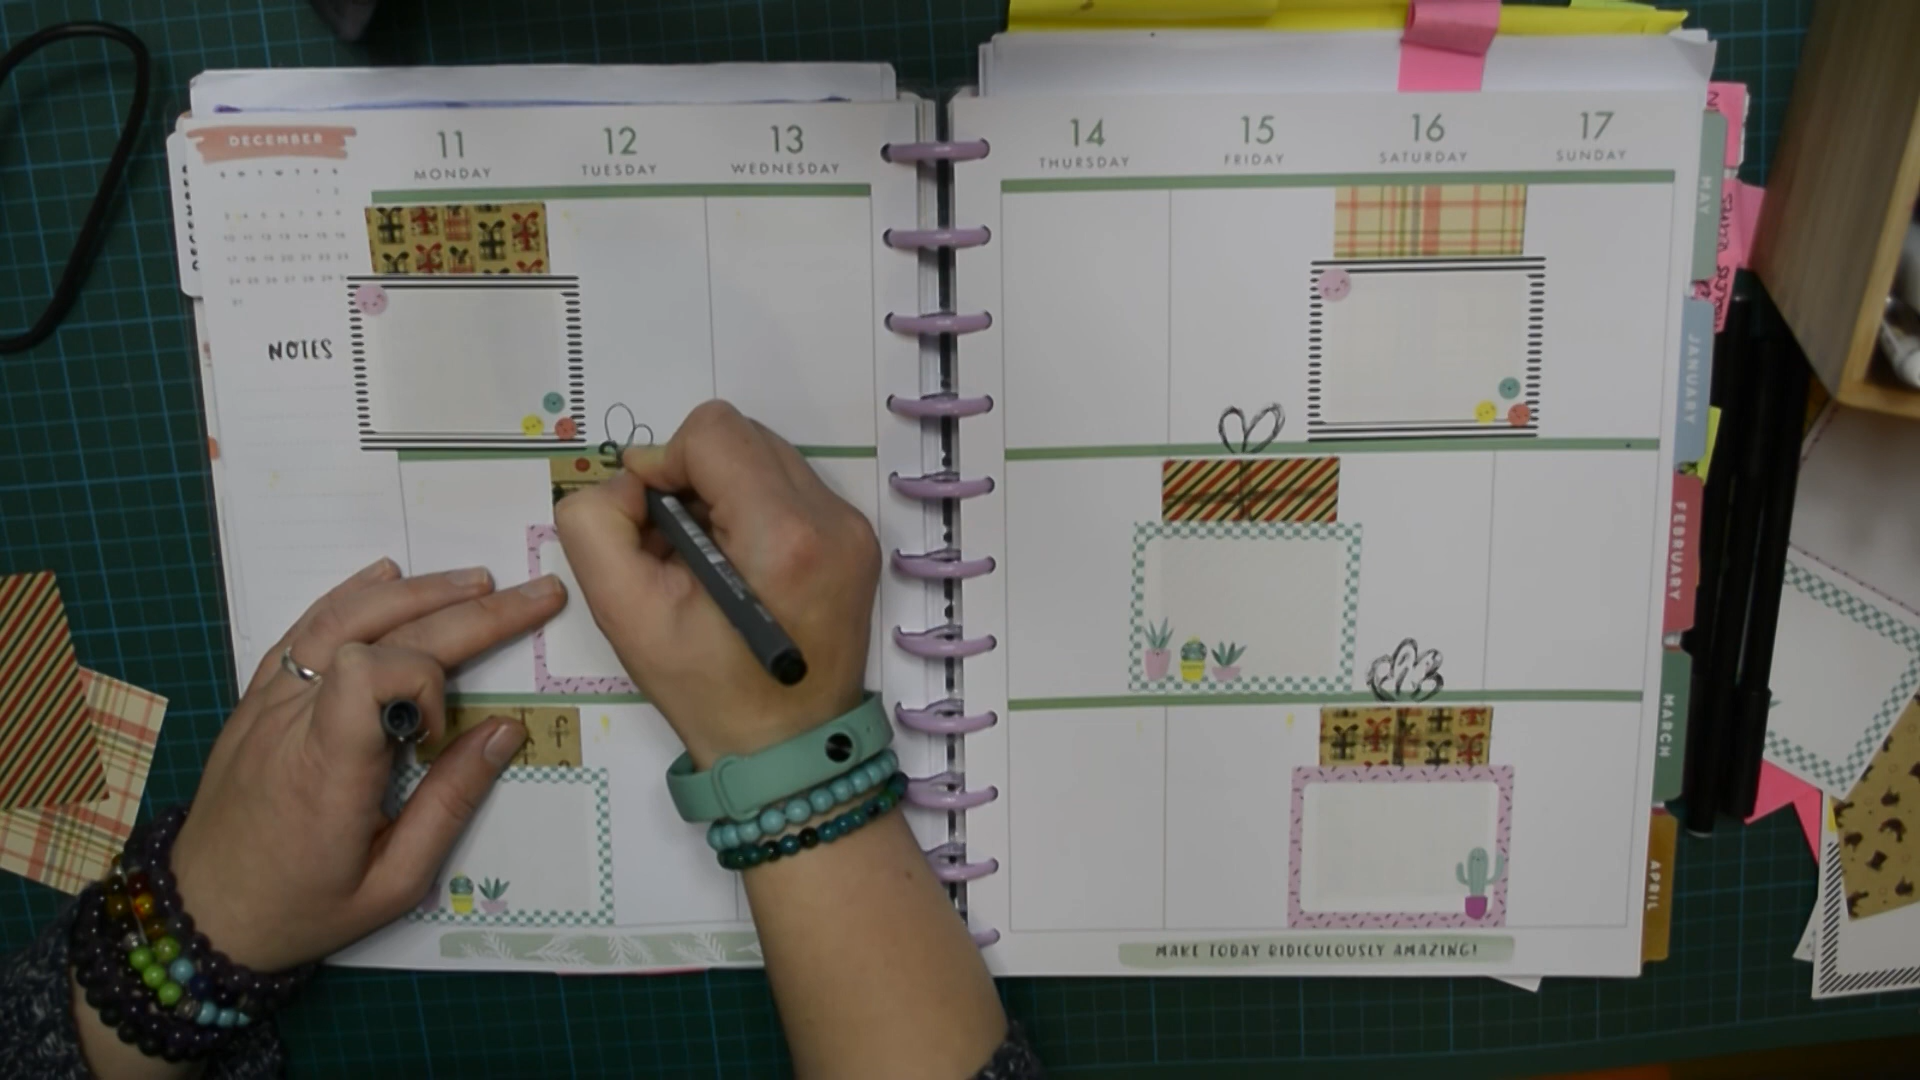 DECEMBER
11
MONDAY
12
TUESDAY
13
WEDNESDAY
14
THURSDAY
15
FRIDAY
16
SATURDAY
17
SUNDAY
DECEMBER
NOTES
MAY
JANUARY
FEBRUARY
MARCH
APRIL
MAKE TODAY RIDICULOUSLY AMAZING!